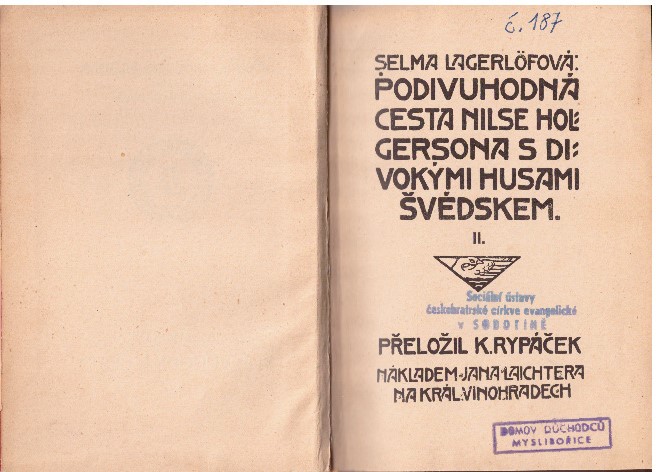 č. 187
SELMA LAGERLÖFOVÁ:
PODIVUHODNÁ
CESTA NILSE HOL-
GERSONA S DI-
VOKÝMI HUSAMI
ŠVÉDSKEM.
II.
Sociální ústavy
českobratrské církve evangelické
v SOBOTÍNĚ
PŘELOŽIL K. RYPÁČEK
NÁKLADEM JANA LAICHTERA
NA KRÁL. VINOHRADECH
DOMOV DŮCHODCŮ
MYSLIBOŘICE